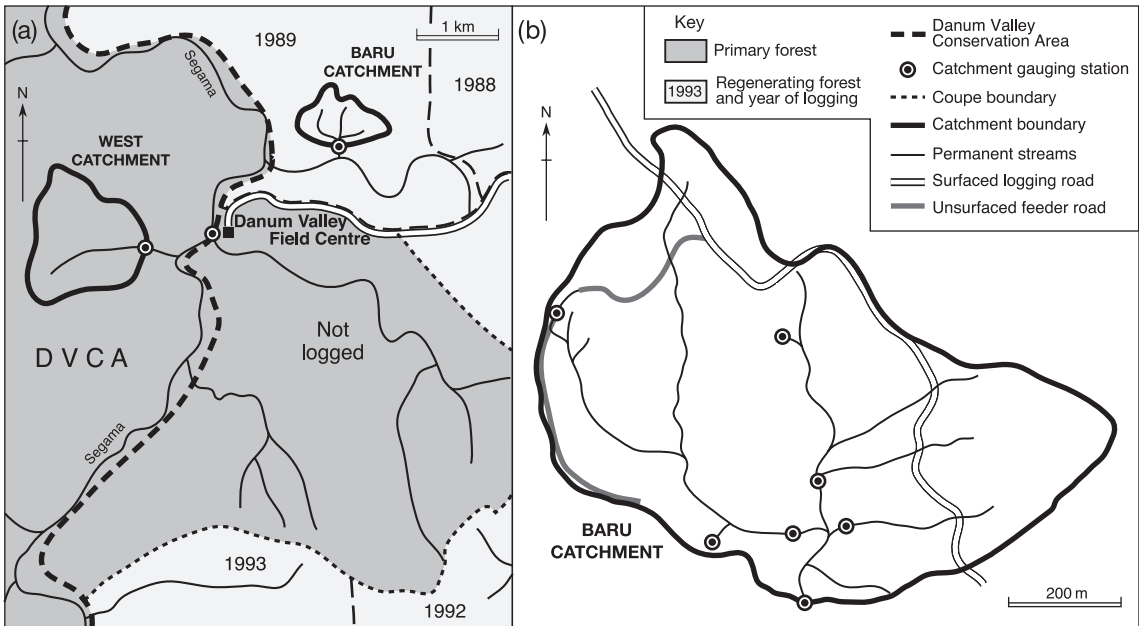 (a)
1989
1 km
Segama
BARU
CATCHMENT
1988
N
WEST
CATCHMENT
Danum Valley
Field Centre
Not
logged
D V C A
Segama
1993
1992
(b)
Key
Primary forest
1993
Regenerating forest
and year of logging
Danum Valley
Conservation Area
Catchment gauging station
Coupe boundary
Catchment boundary
Permanent streams
Surfaced logging road
Unsurfaced feeder road
N
BARU
CATCHMENT
200 m